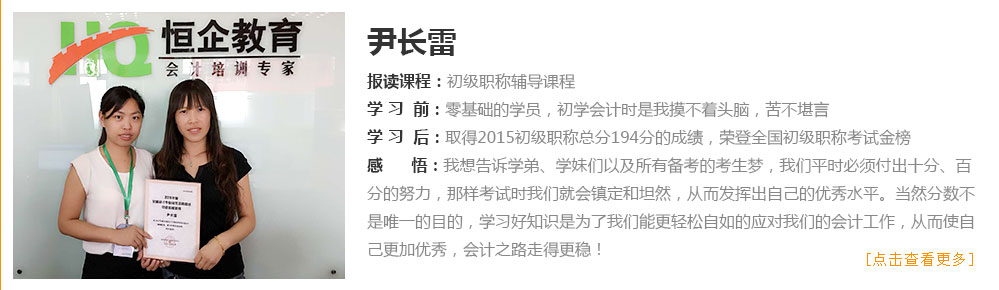 HQ 恒企教育
会计培训专家
尹长雷
尹长雷
报读课程：初级职称辅导课程
学 习 前：零基础的学员，初学会计时是我摸不着头脑，苦不堪言
学 习 后：取得2015初级职称总分194分的成绩，荣登全国初级职称考试金榜
感 悟：我想告诉学弟、学妹们以及所有备考的考生梦，我们平时必须付出十分、百
分的努力，那样考试时我们就会镇定和坦然，从而发挥出自己的优秀水平。当然分数不
是唯一的目的，学习好知识是为了我们能更轻松自如的应对我们的会计工作，从而使自
己更加优秀，会计之路走得更稳！
[点击查看更多]